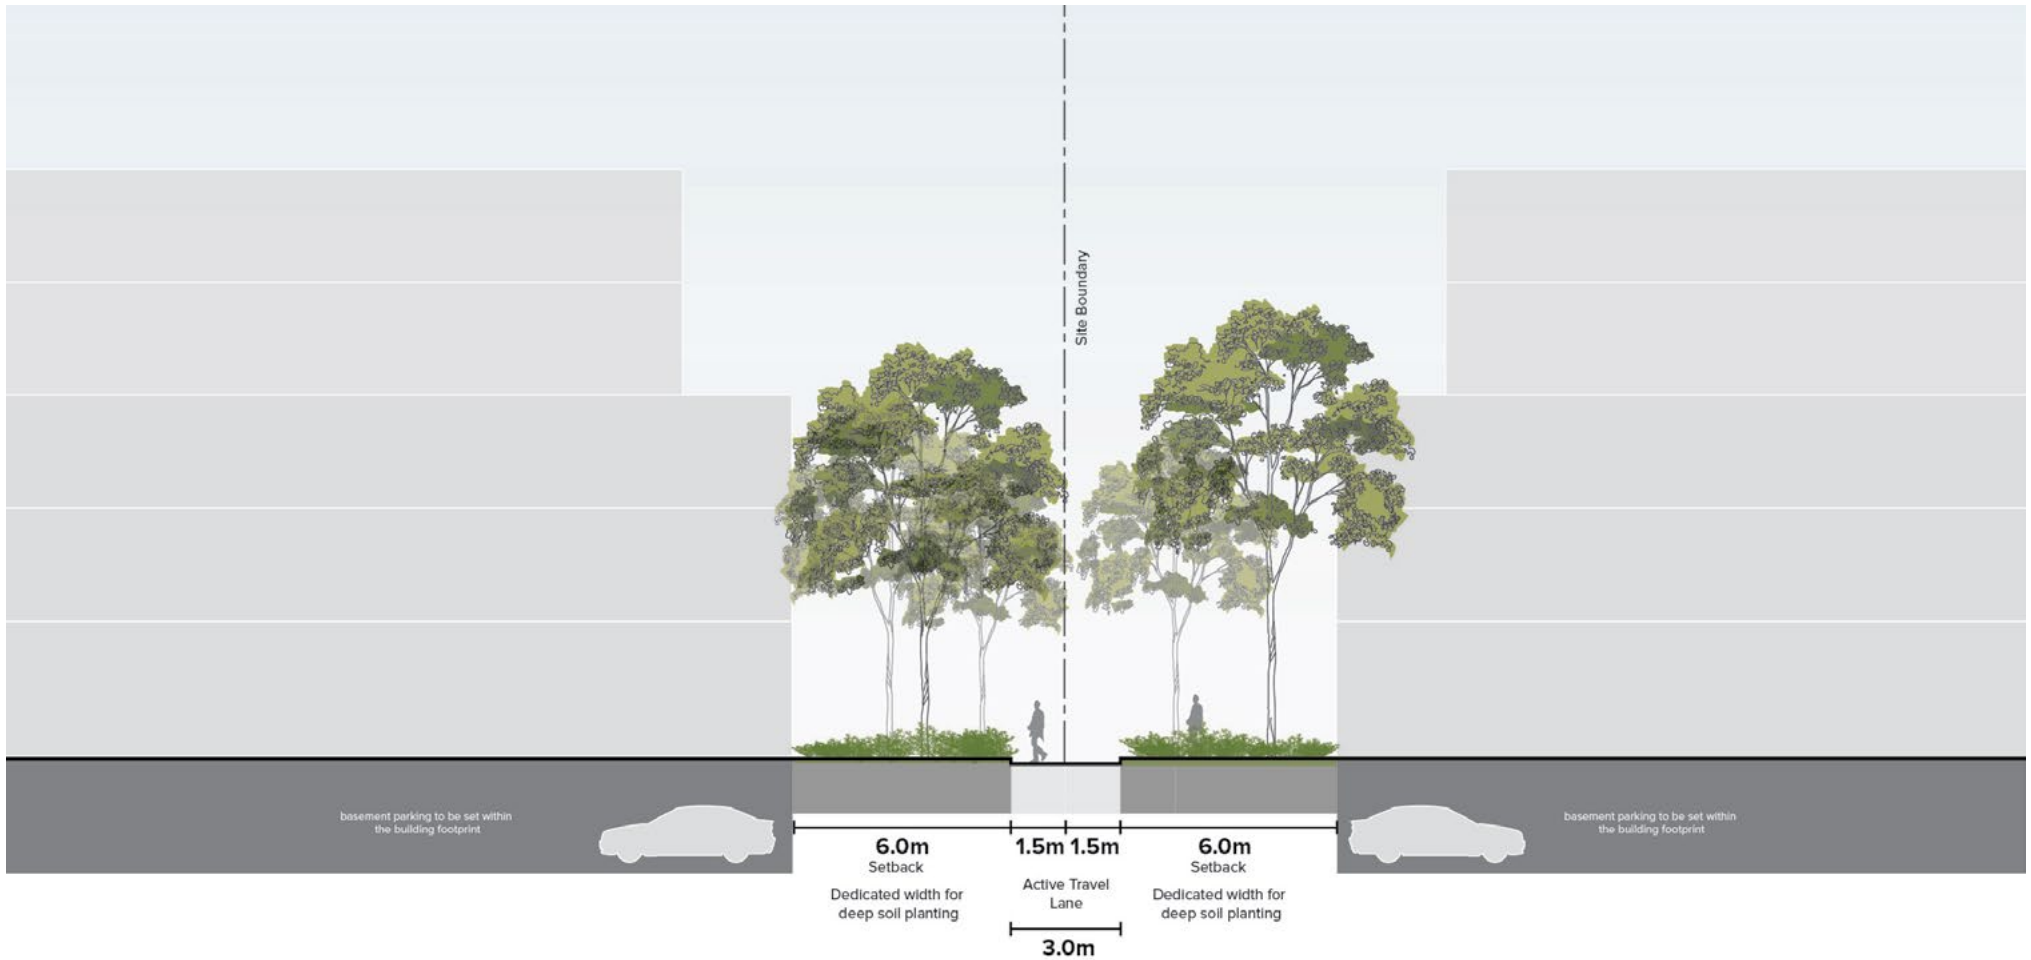 Site Boundary
basement parking to be set within
the building footprint
basement parking to be set within
the building footprint
6.0m
Setback
Dedicated width for
deep soil planting
1.5m 1.5m
Active Travel
Lane
3.0m
6.0m
Setback
Dedicated width for
deep soil planting